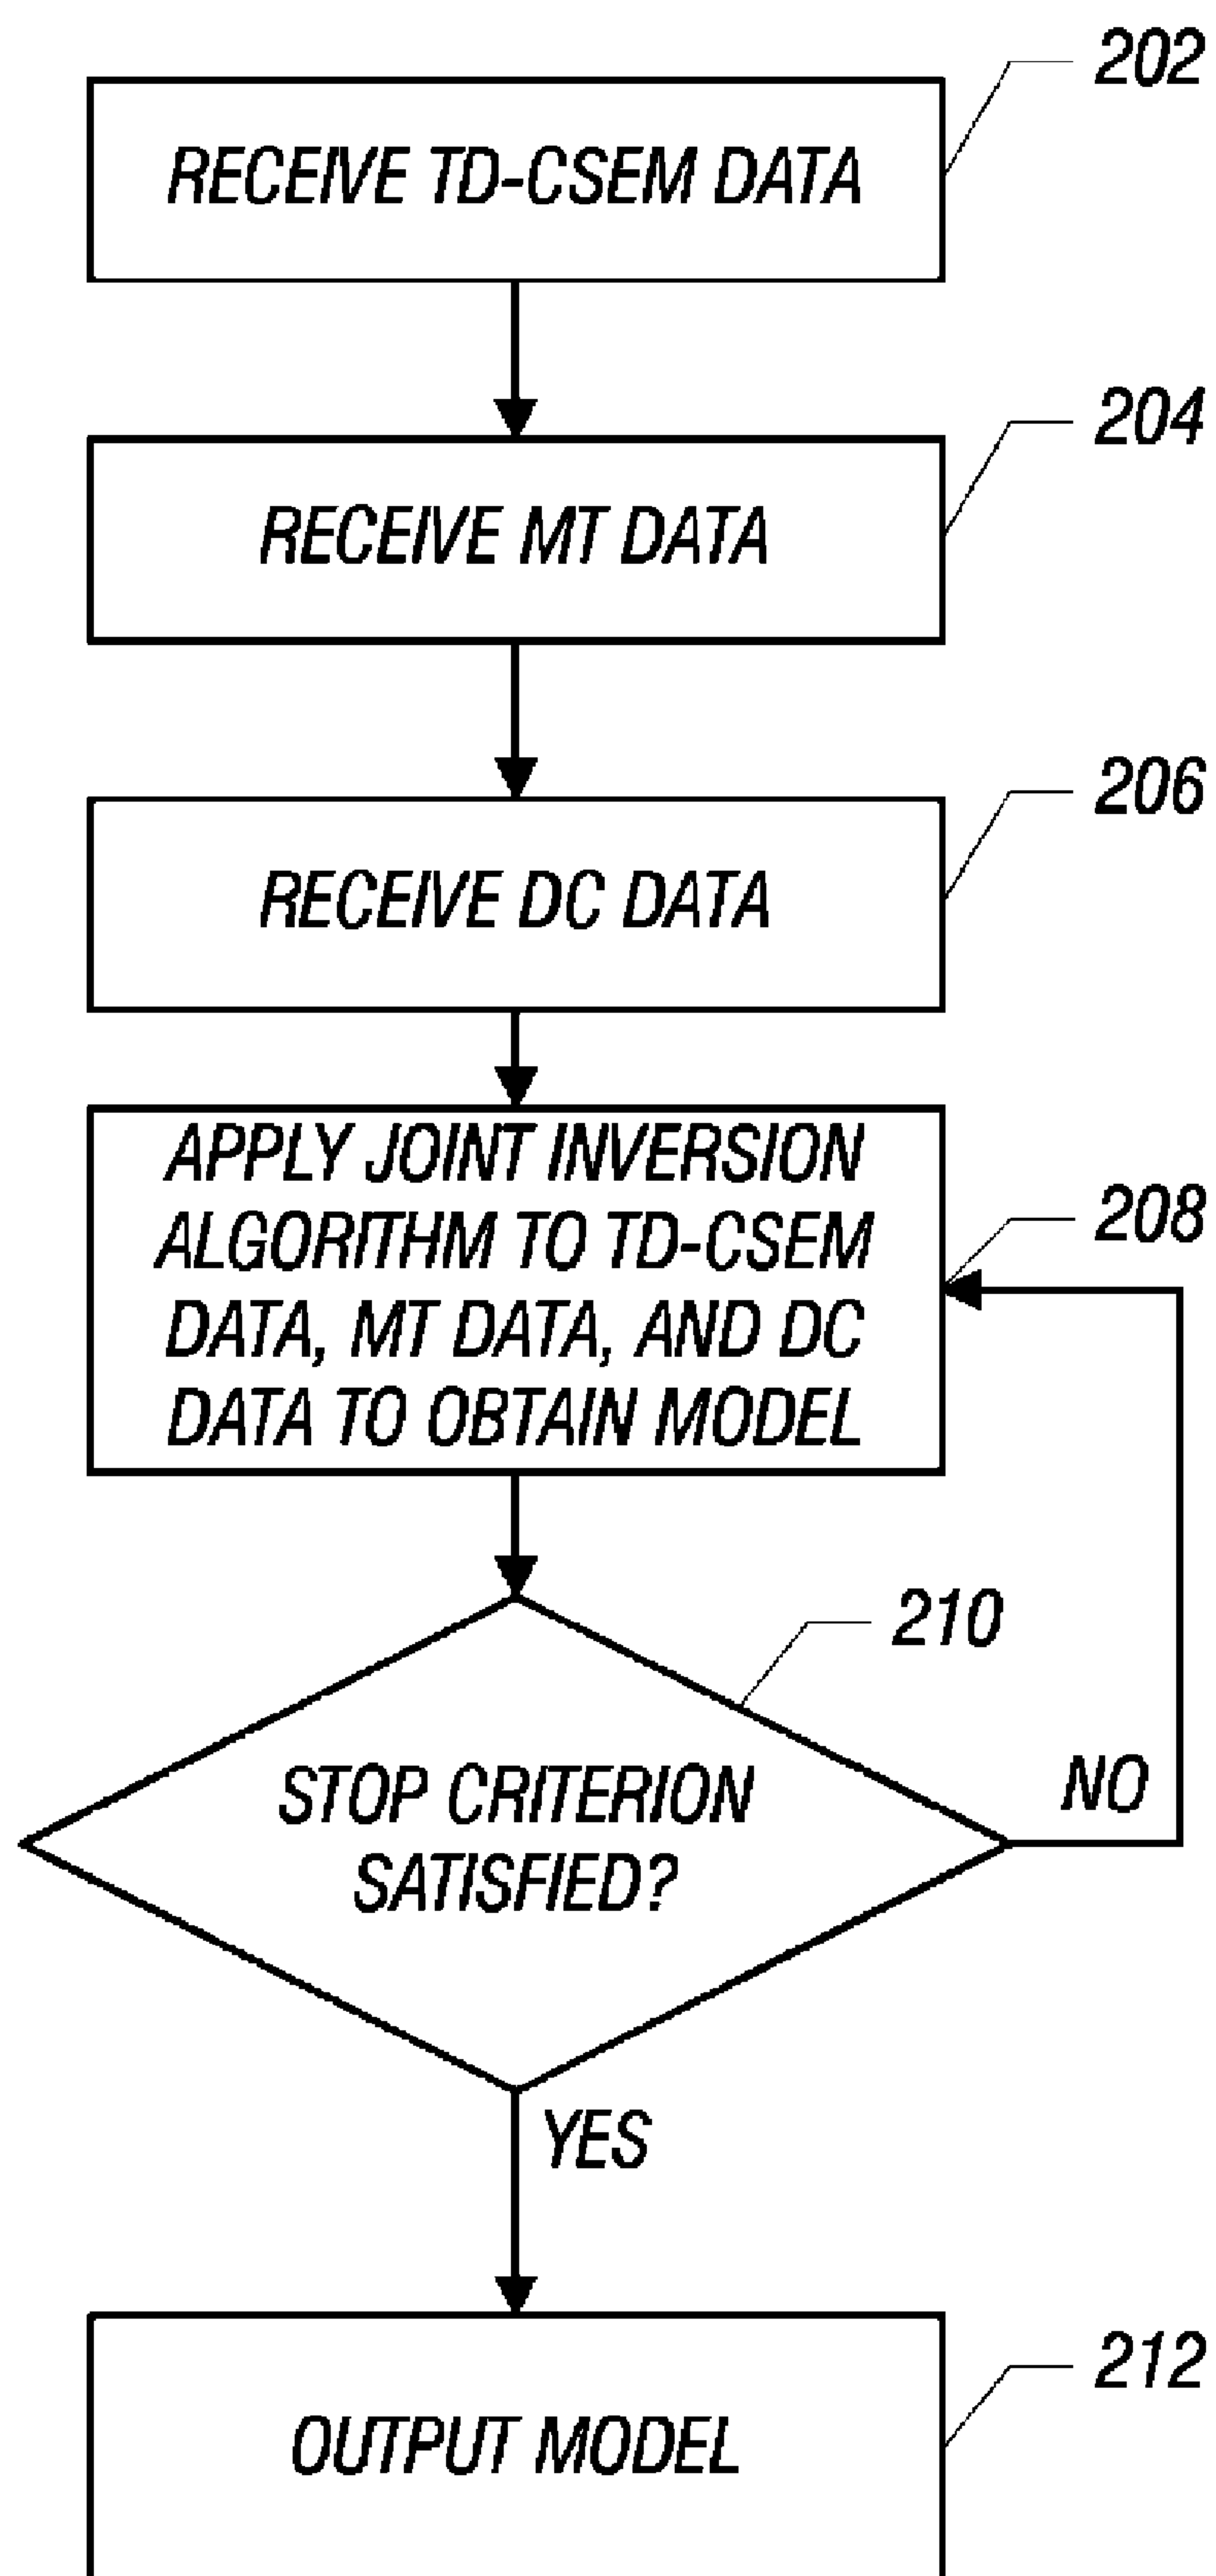 202
RECEIVE TD-CSEM DATA
204
RECEIVE MT DATA
206
RECEIVE DC DATA
APPLY JOINT INVERSION
ALGORITHM TO TD-CSEM
DATA, MT DATA, AND DC
DATA TO OBTAIN MODEL
208
210
STOP CRITERION
SATISFIED?
NO
YES
212
OUTPUT MODEL